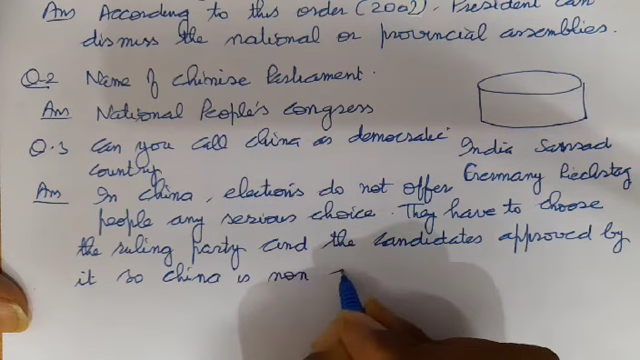 Ans According to this order (2002). President can
dismiss the national or provincial assemblies.
Q.2 Name of Chinise Parliament.
Ans National People's Congress
Q.3 Can you call China as democratic
country.
India Sansad
Germany Riechstag
Ans In China, elections do not offer
people any serious choice. They have to choose
the ruling party and the candidates approved by
it so China is non